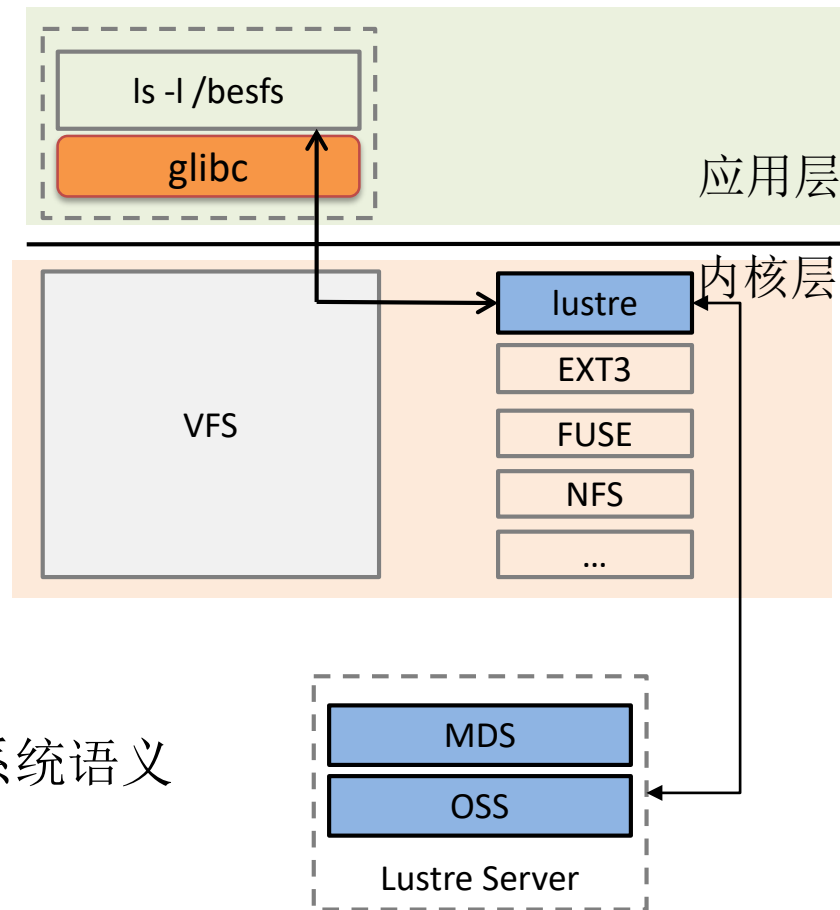 ls -l /besfs
glibc
应用层
内核层
lustre
EXT3
VFS
FUSE
NFS
...
系统语义
MDS
OSS
Lustre Server